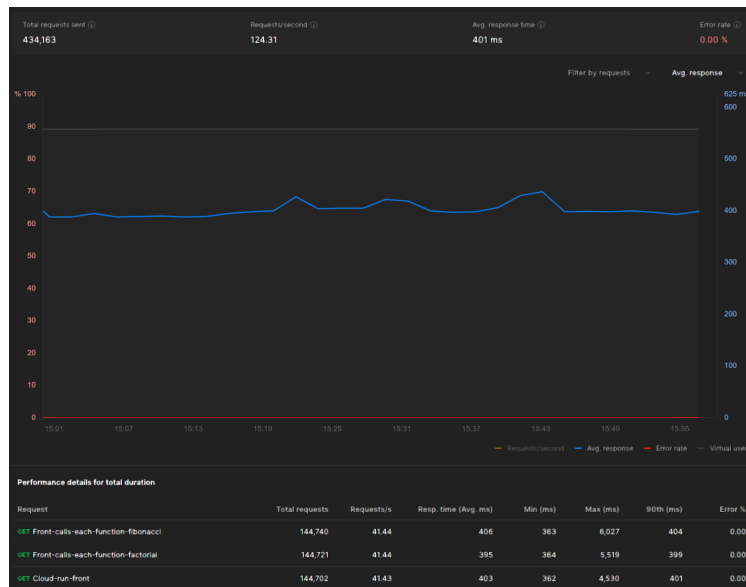 Total requests sent Requests/second Avg. response time Error rate
434,163 124.31 401 ms 0.00 %
Filter by requests Avg. response
% 100 625 m
600
90
80 500
70
400
60
50 300
40
30 200
20
100
10
0 0
15:01 15:07 15:13 15:19 15:25 15:31 15:37 15:43 15:49 15:55
Requests/second Avg. response Error rate Virtual use
Performance details for total duration
Request Total requests Requests/s Resp. time (Avg. ms) Min (ms) Max (ms) 90th (ms) Error %
GET Front-calls-each-function-fibonacci 144,740 41.44 406 363 6,027 404 0.00
GET Front-calls-each-function-factorial 144,721 41.44 395 364 5,519 399 0.00
GET Cloud-run-front 144,702 41.43 403 362 4,530 401 0.00